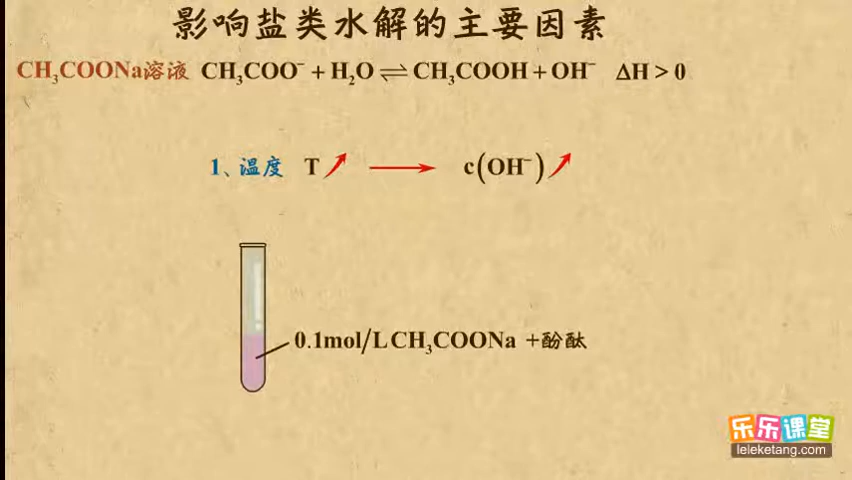 影响盐类水解的主要因素
CH₃COONa溶液 CH₃COO⁻ + H₂O ⇌ CH₃COOH + OH⁻ ΔH > 0
1、温度 T↗ → c(OH⁻)↗
0.1mol/L CH₃COONa +酚酞
乐乐课堂
leleketang.com